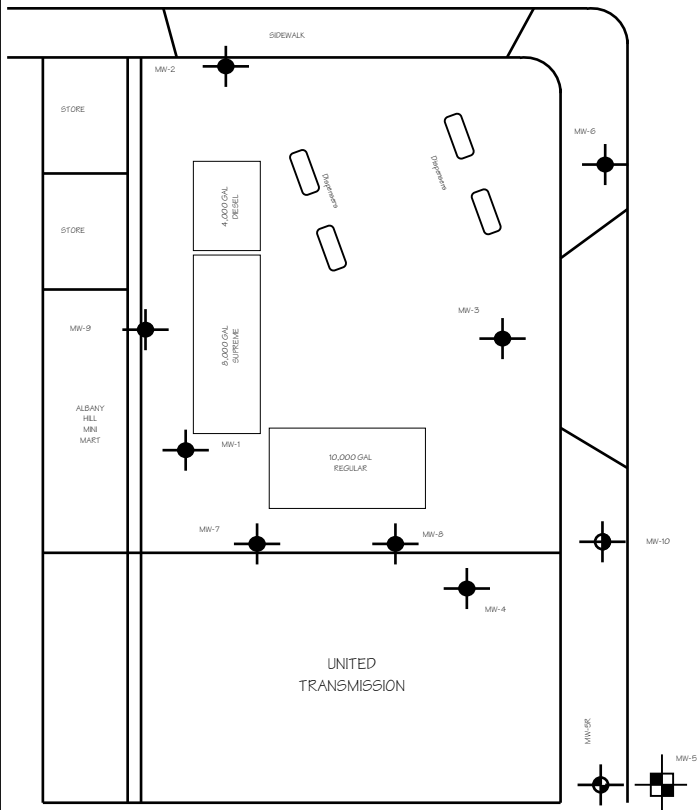 SIDEWALK
MW-2
STORE
MW-6
Dispensers
Dispensers
4,000 GAL
DIESEL
STORE
MW-3
MW-9
8,000 GAL
SUPREME
ALBANY
HILL
MINI
MART
MW-1
10,000 GAL
REGULAR
MW-7
MW-8
MW-10
MW-4
UNITED
TRANSMISSION
MW-5R
MW-5